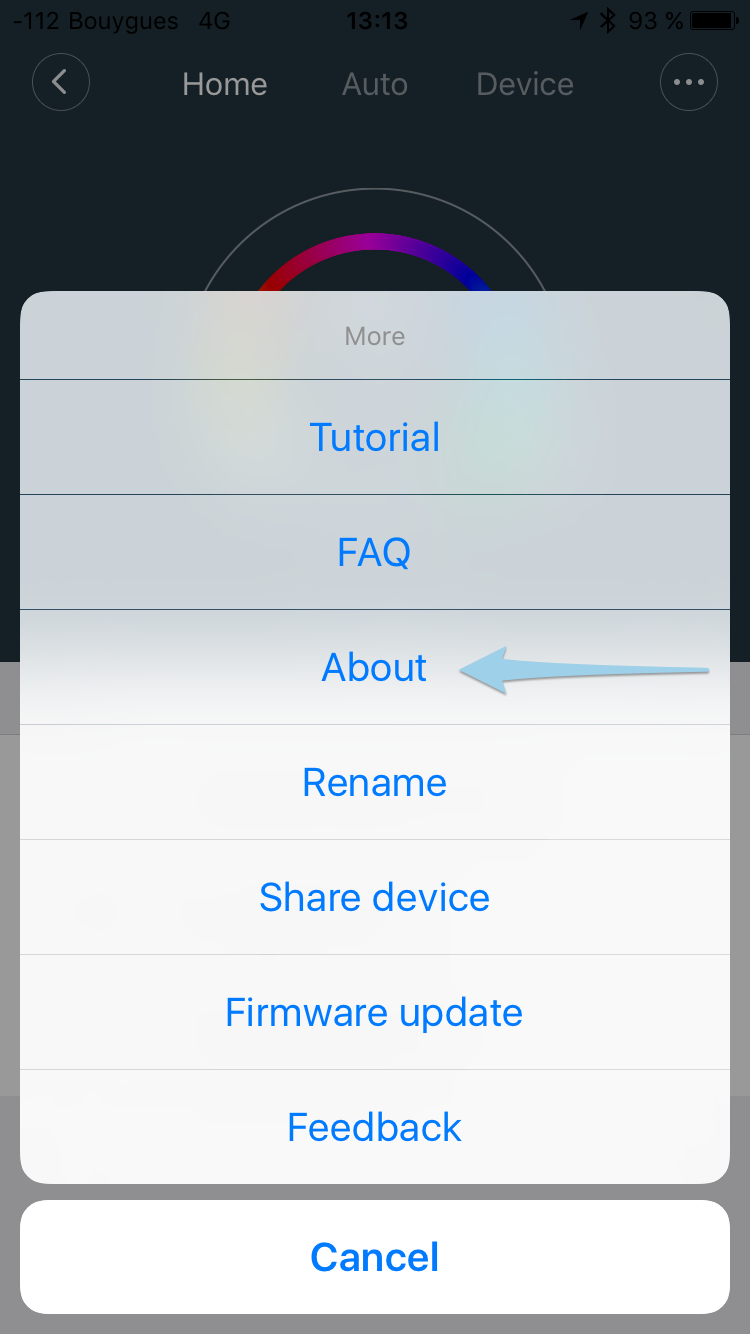 -112 Bouygues 4G 13:13 93 %
Home Auto Device
More
Tutorial
FAQ
About
Rename
Share device
Firmware update
Feedback
Cancel